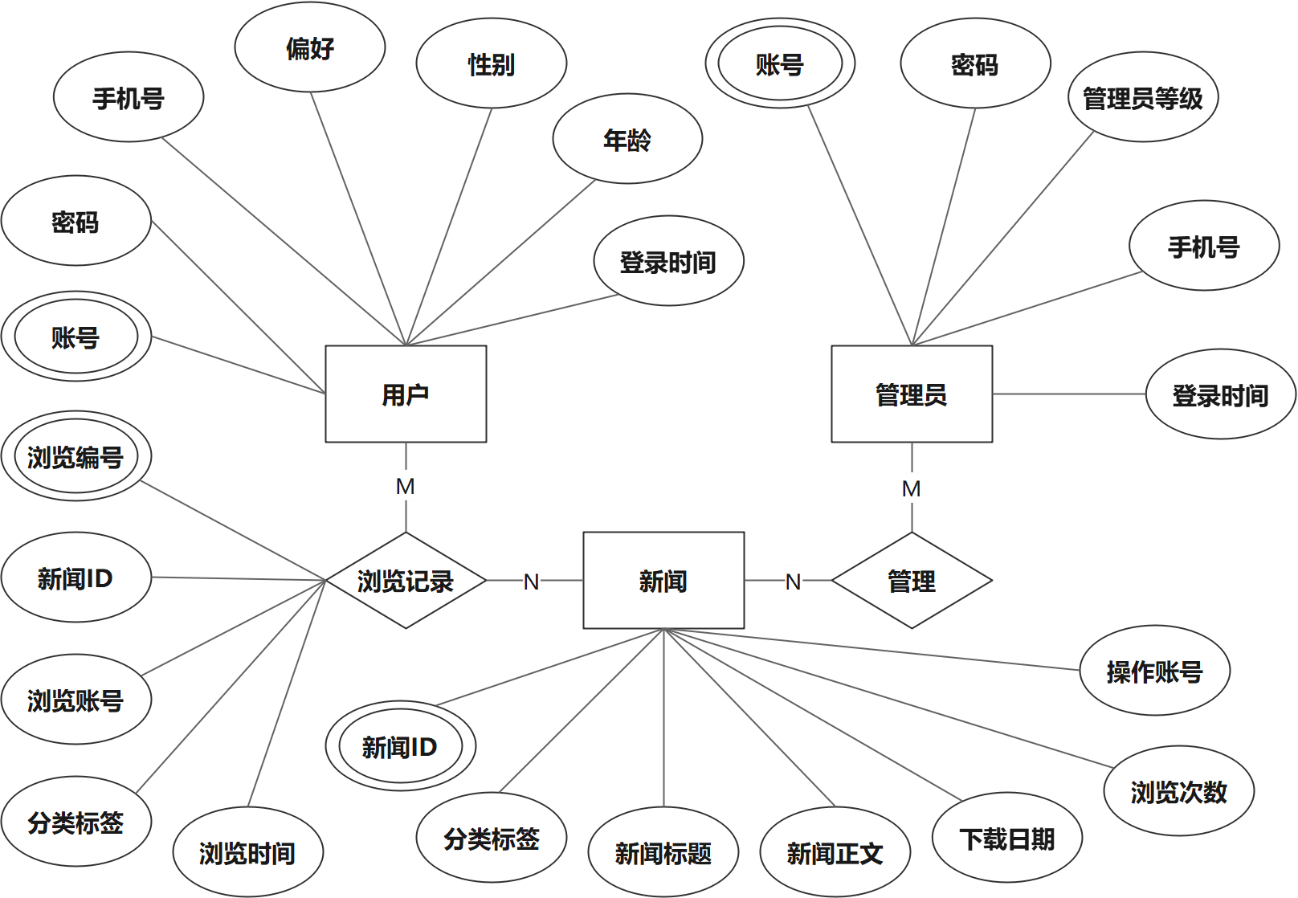 偏好
性别
账号
密码
手机号
管理员等级
年龄
密码
手机号
登录时间
账号
用户
管理员
登录时间
浏览编号
M
M
新闻ID
浏览记录
N
新闻
N
管理
操作账号
浏览账号
新闻ID
浏览次数
分类标签
浏览时间
分类标签
新闻标题
新闻正文
下载日期